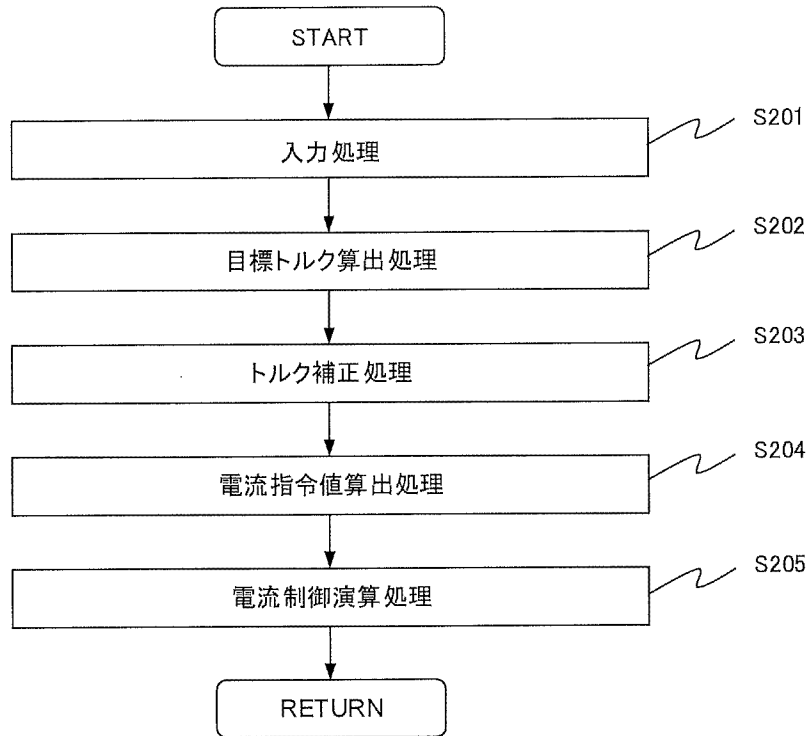 START
S201
入力処理
S202
目標トルク算出処理
S203
トルク補正処理
S204
電流指令値算出処理
S205
電流制御演算処理
RETURN